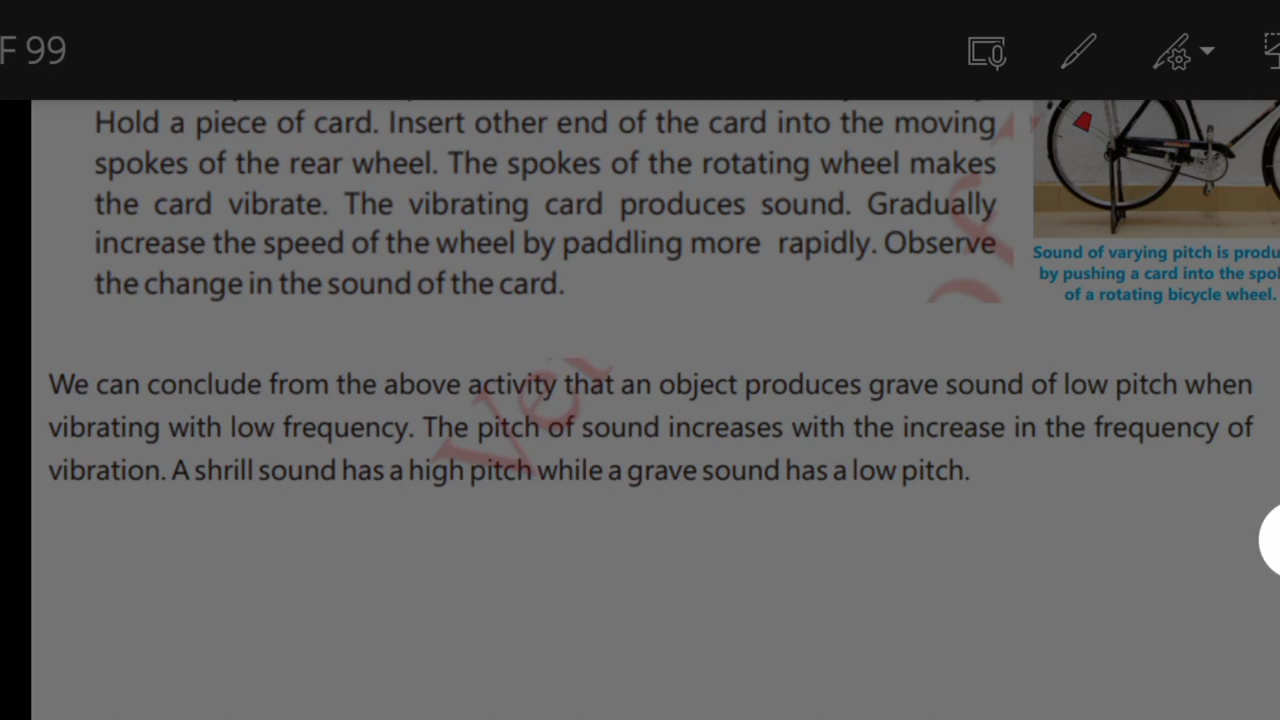 F 99
Hold a piece of card. Insert other end of the card into the moving
spokes of the rear wheel. The spokes of the rotating wheel makes
the card vibrate. The vibrating card produces sound. Gradually
increase the speed of the wheel by paddling more rapidly. Observe
the change in the sound of the card.
Sound of varying pitch is
by pushing a card into the
of a rotating bicycle wheel.
We can conclude from the above activity that an object produces grave sound of low pitch when
vibrating with low frequency. The pitch of sound increases with the increase in the frequency of
vibration. A shrill sound has a high pitch while a grave sound has a low pitch.